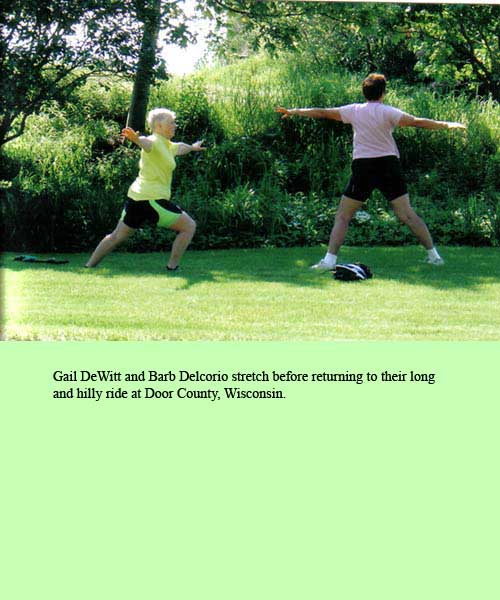 Gail DeWitt and Barb Delcorio stretch before returning to their long
and hilly ride at Door County, Wisconsin.